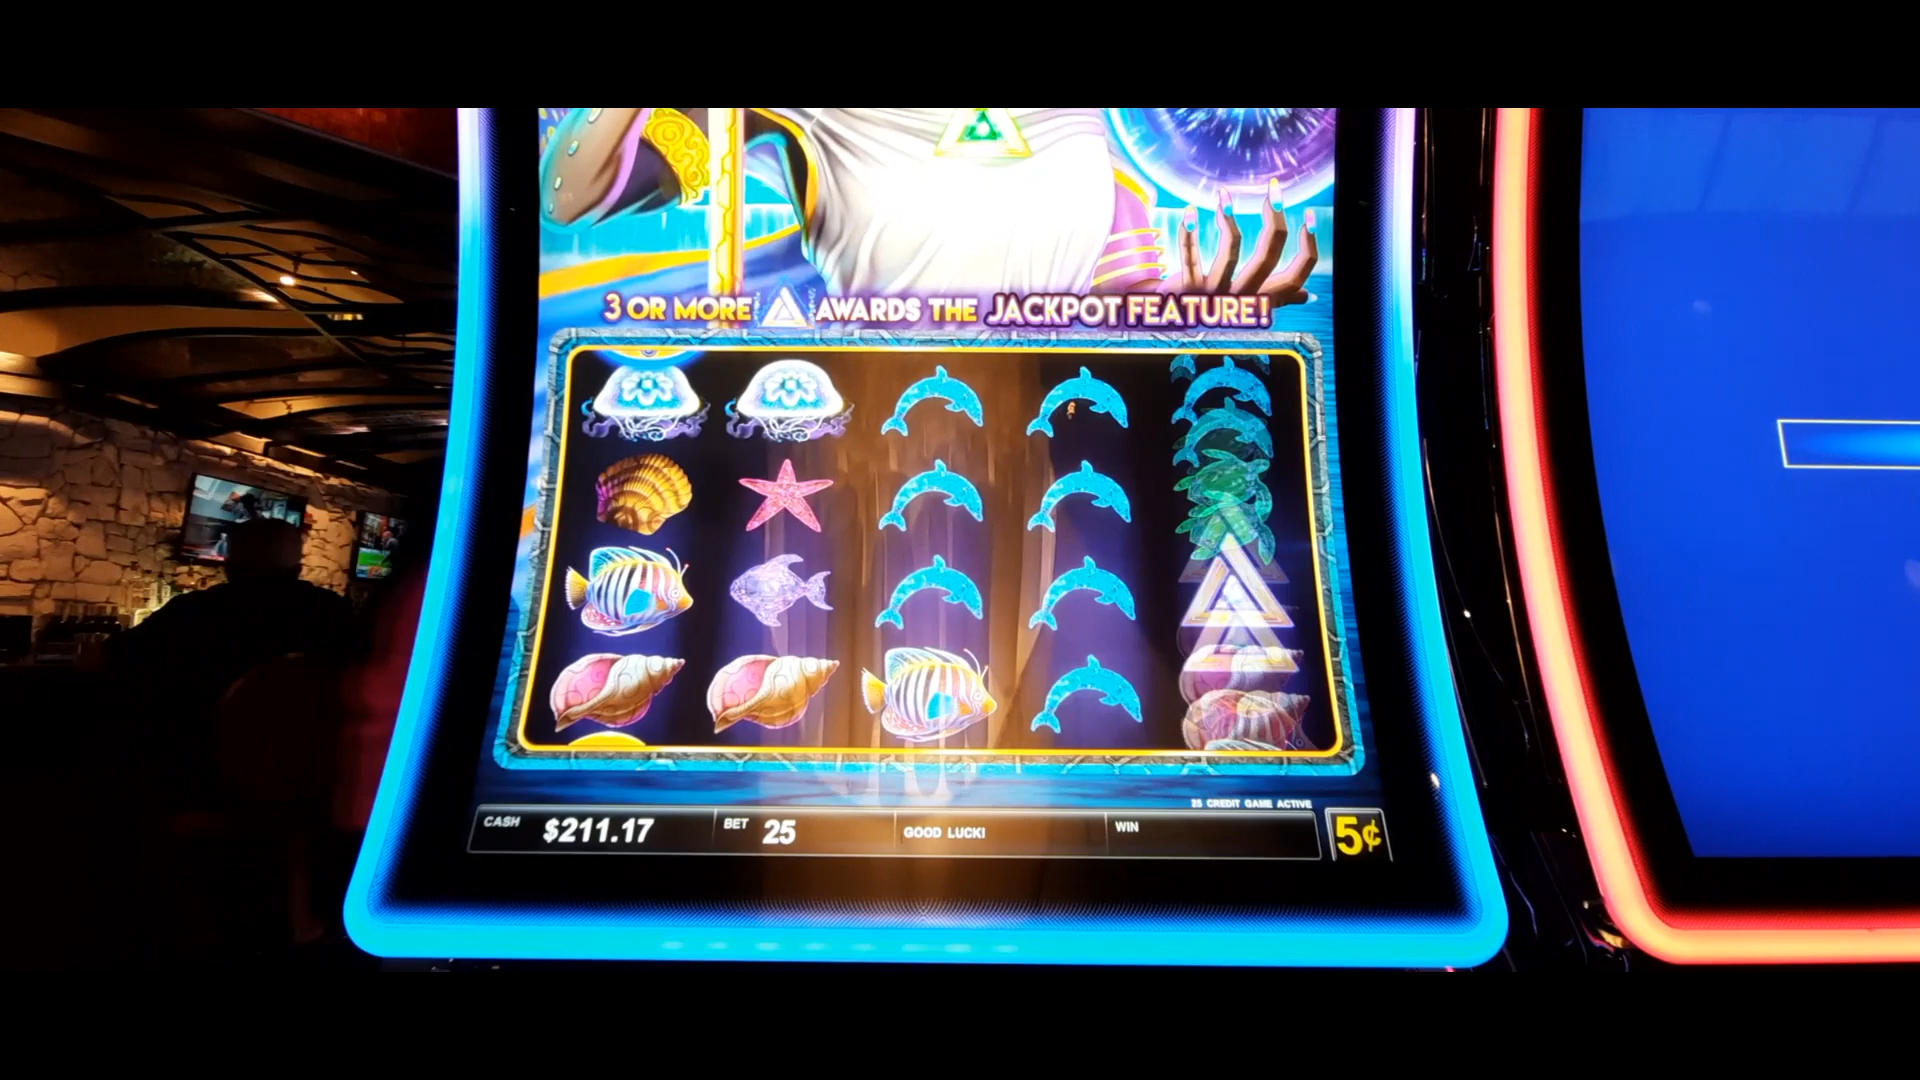 3 OR MORE AWARDS THE JACKPOT FEATURE!
25 CREDIT GAME ACTIVE
CASH $211.17 BET 25 GOOD LUCK! WIN 5¢